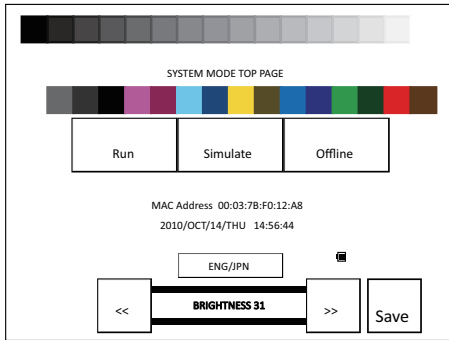 SYSTEM MODE TOP PAGE
Run Simulate Offline
MAC Address 00:03:7B:F0:12:A8
2010/OCT/14/THU 14:56:44
ENG/JPN
<< BRIGHTNESS 31 >> Save